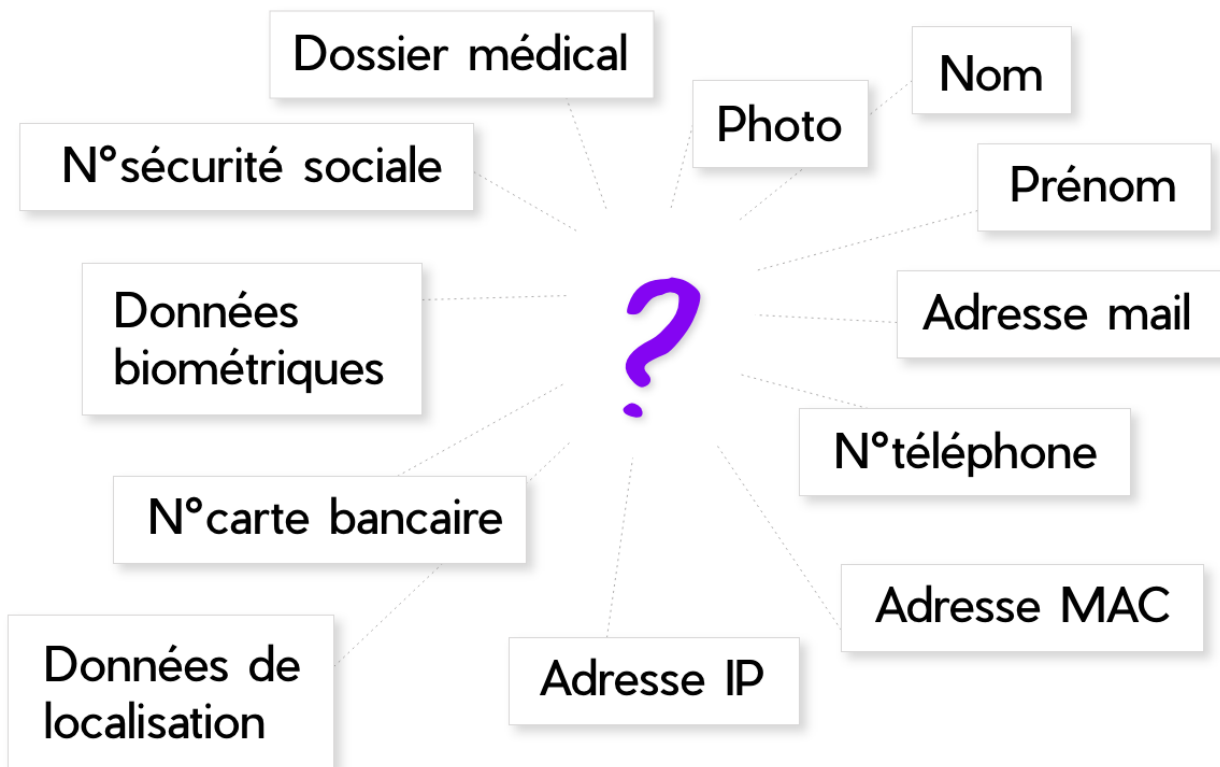 Dossier médical
Nom
Photo
N°sécurité sociale
Prénom
Données
biométriques
?
Adresse mail
N°téléphone
N°carte bancaire
Adresse MAC
Données de
localisation
Adresse IP